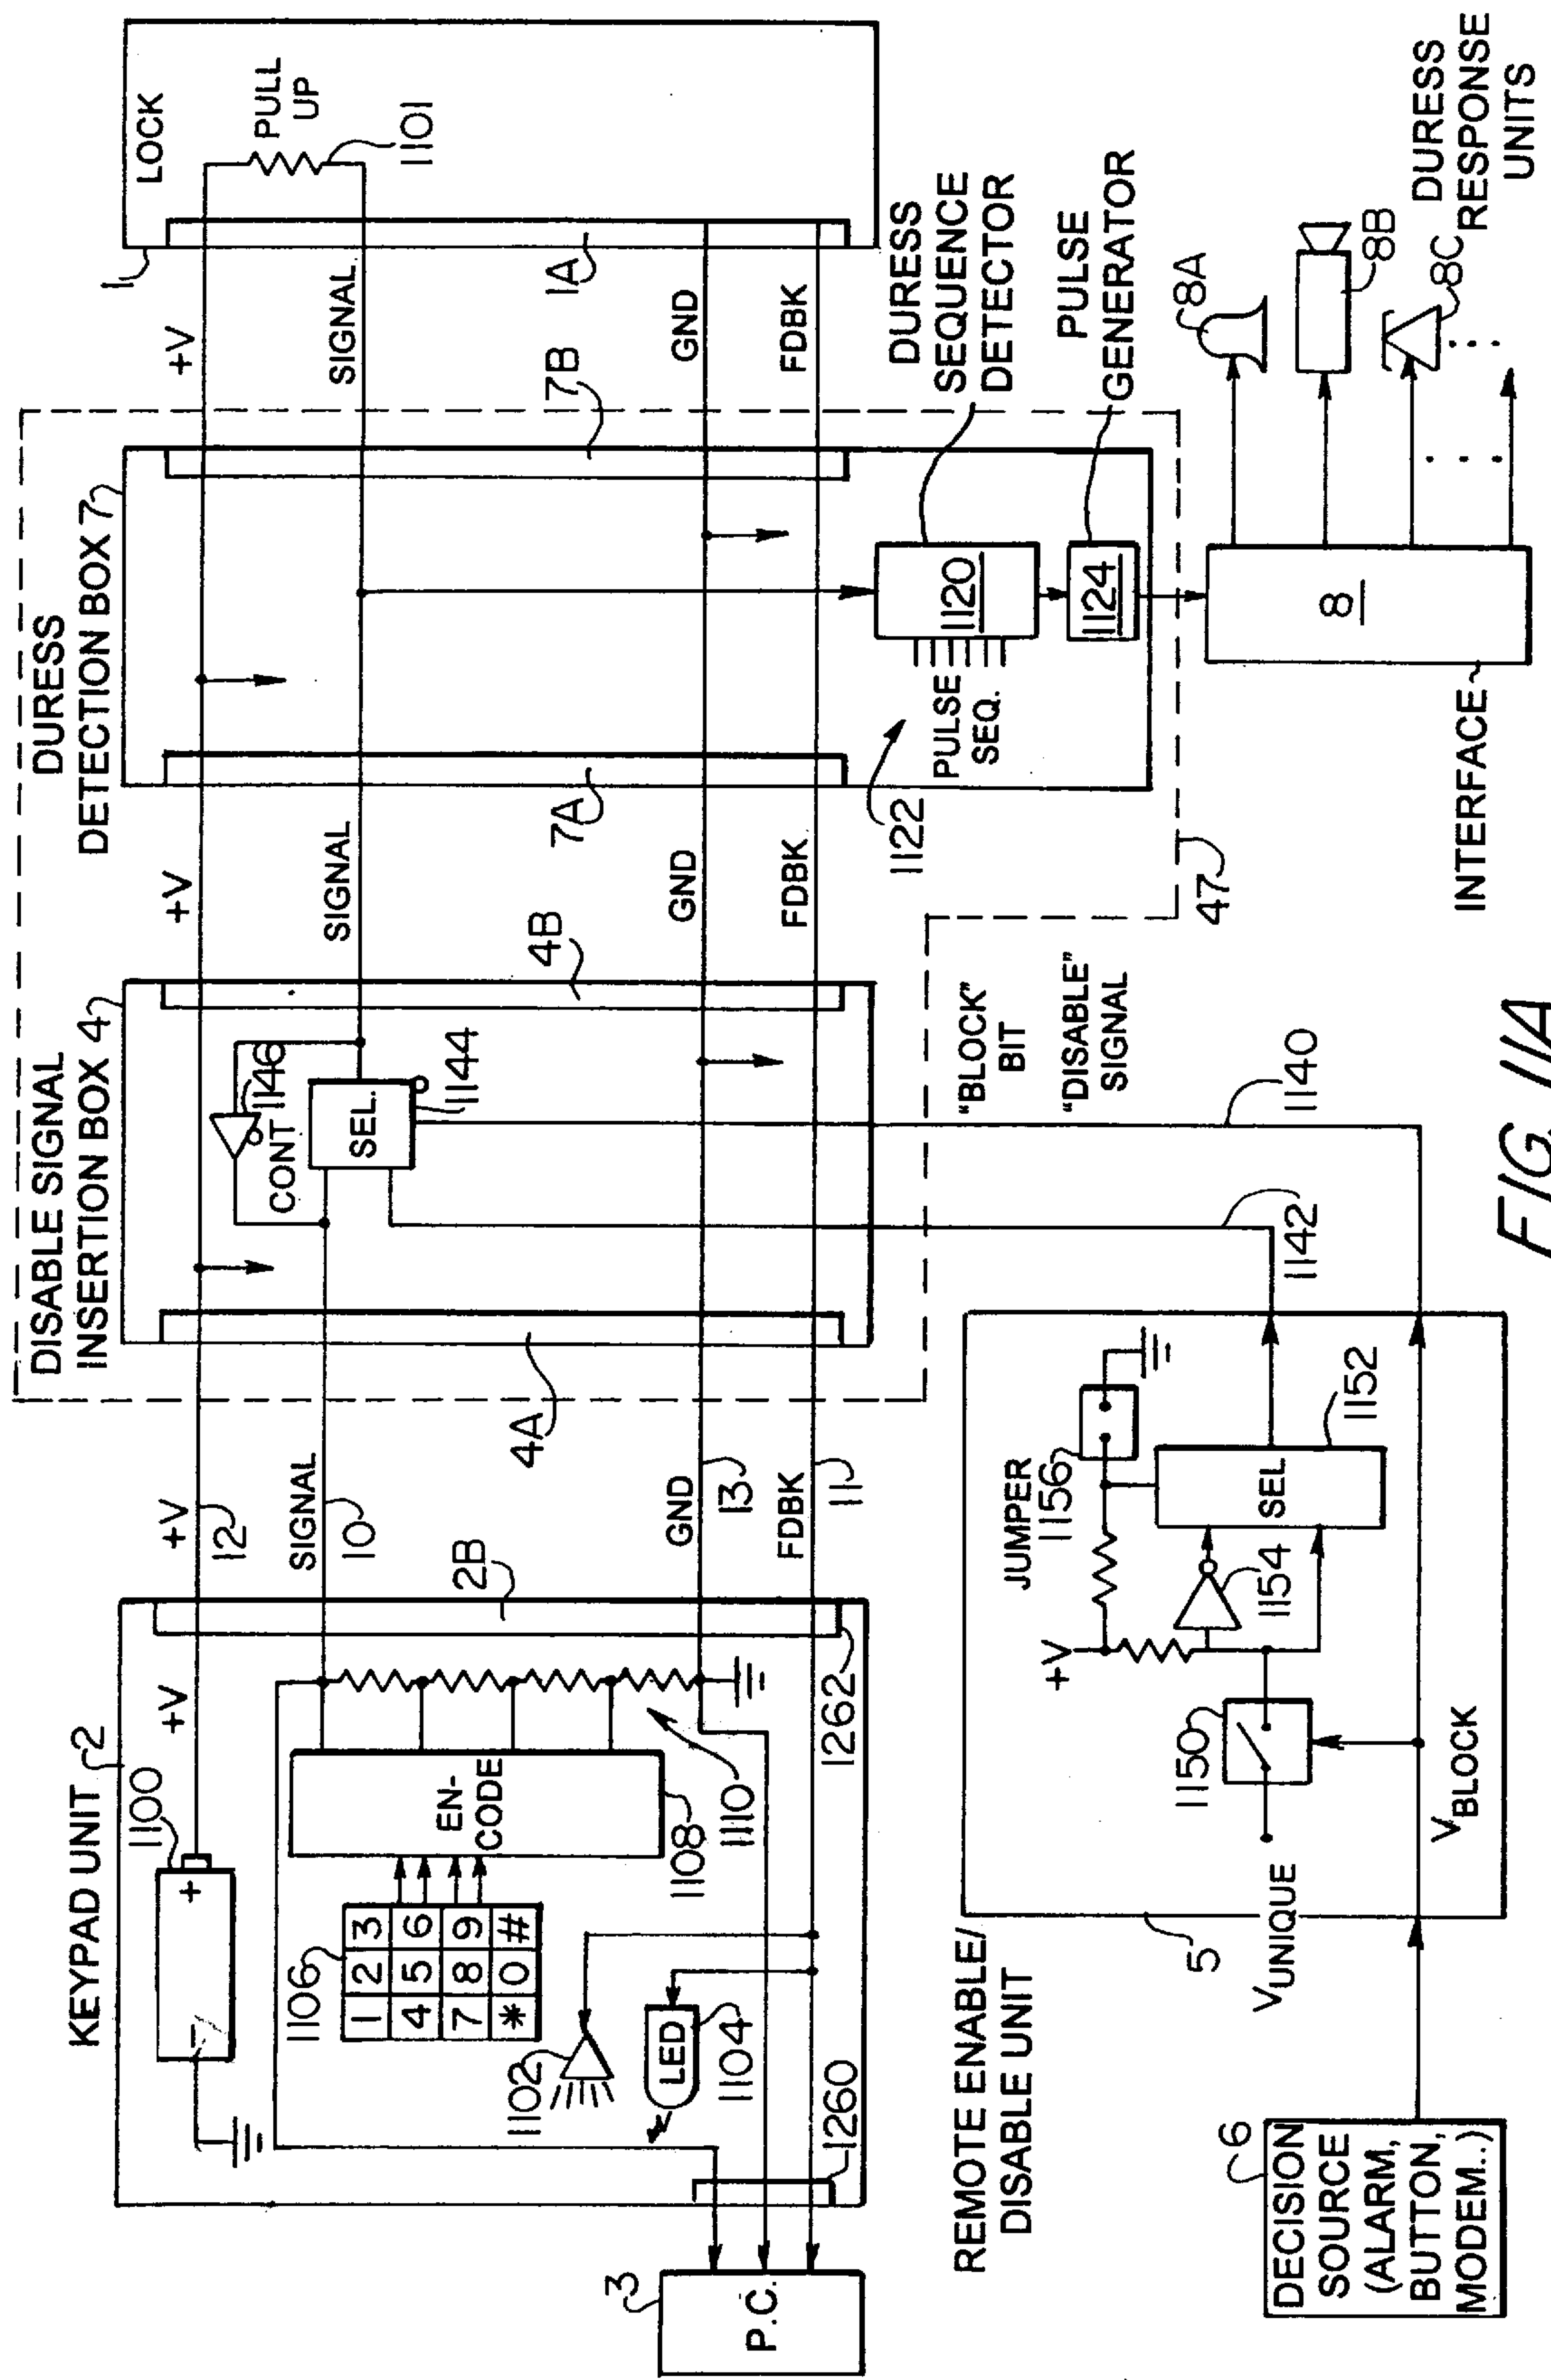 DURESS
DETECTION BOX 7
DISABLE SIGNAL
INSERTION BOX 4
KEYPAD UNIT
2
1100
+
−
+V
+V
12
+V
+V
1
LOCK
PULL
UP
1101
SIGNAL
10
SIGNAL
SIGNAL
1146
CONT
SEL.
1144
1106
1 2 3
4 5 6
7 8 9
* 0 #
EN-
CODE
1108
1110
2B
4A
4B
7A
7B
1A
1102
LED
1104
1260
1262
GND
13
GND
GND
FDBK
11
FDBK
FDBK
3
P.C.
PULSE
SEQ.
1122
1120
1124
DURESS
SEQUENCE
DETECTOR
PULSE
GENERATOR
47
"BLOCK"
BIT
"DISABLE"
SIGNAL
1140
1142
REMOTE ENABLE/
DISABLE UNIT
5
JUMPER
1156
+V
1154
SEL
1152
1150
VUNIQUE
VBLOCK
6
DECISION
SOURCE
(ALARM,
BUTTON,
MODEM..)
INTERFACE
8
8A
8B
8C
DURESS
RESPONSE
UNITS
FIG. 11A